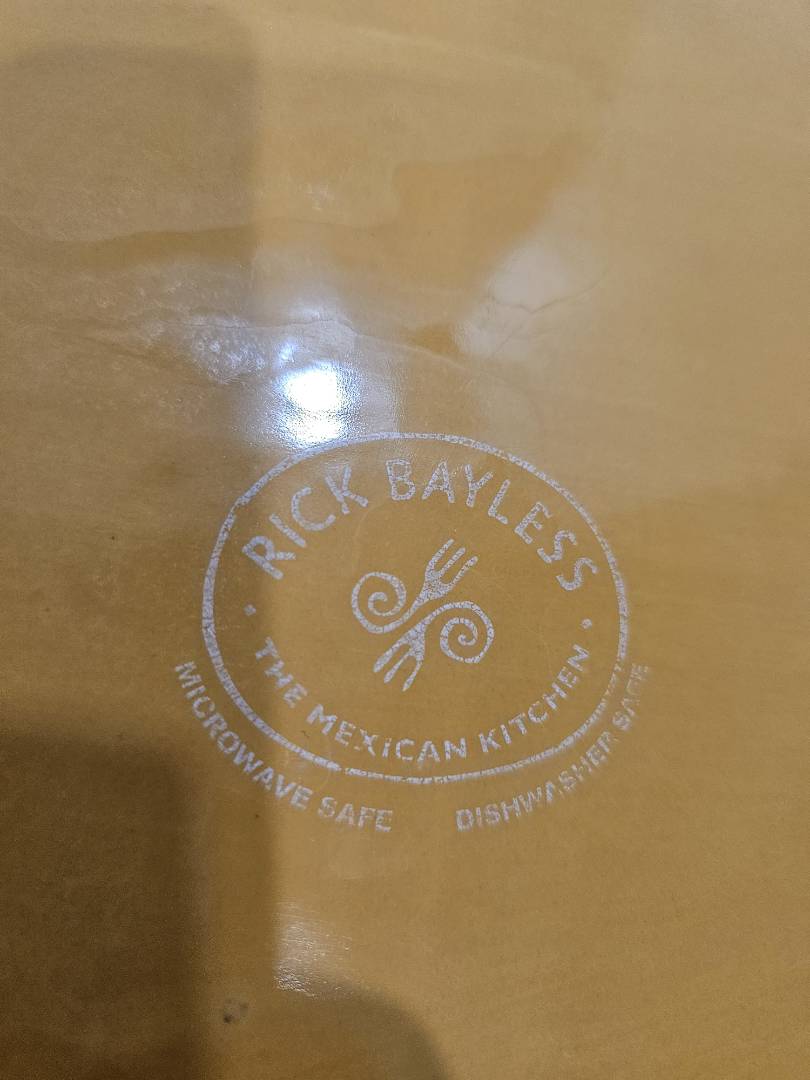 RICK BAYLESS
• THE MEXICAN KITCHEN •
MICROWAVE SAFE
DISHWASHER SAFE